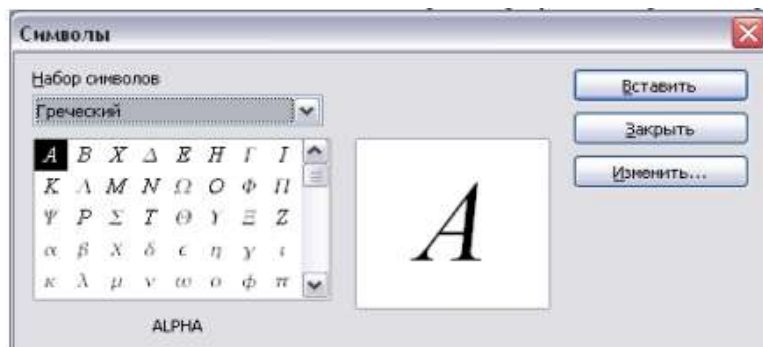 Символы
Набор символов
Греческий
Вставить
Закрыть
Изменить...
Α Β Χ Δ Ε Η Γ Ι
Κ Λ Μ Ν Ω Ο Φ Π
Ψ Ρ Σ Τ Θ Υ Ξ Ζ
α β χ δ ϵ η γ ι
κ λ μ ν ω ο ϕ π
A
ALPHA